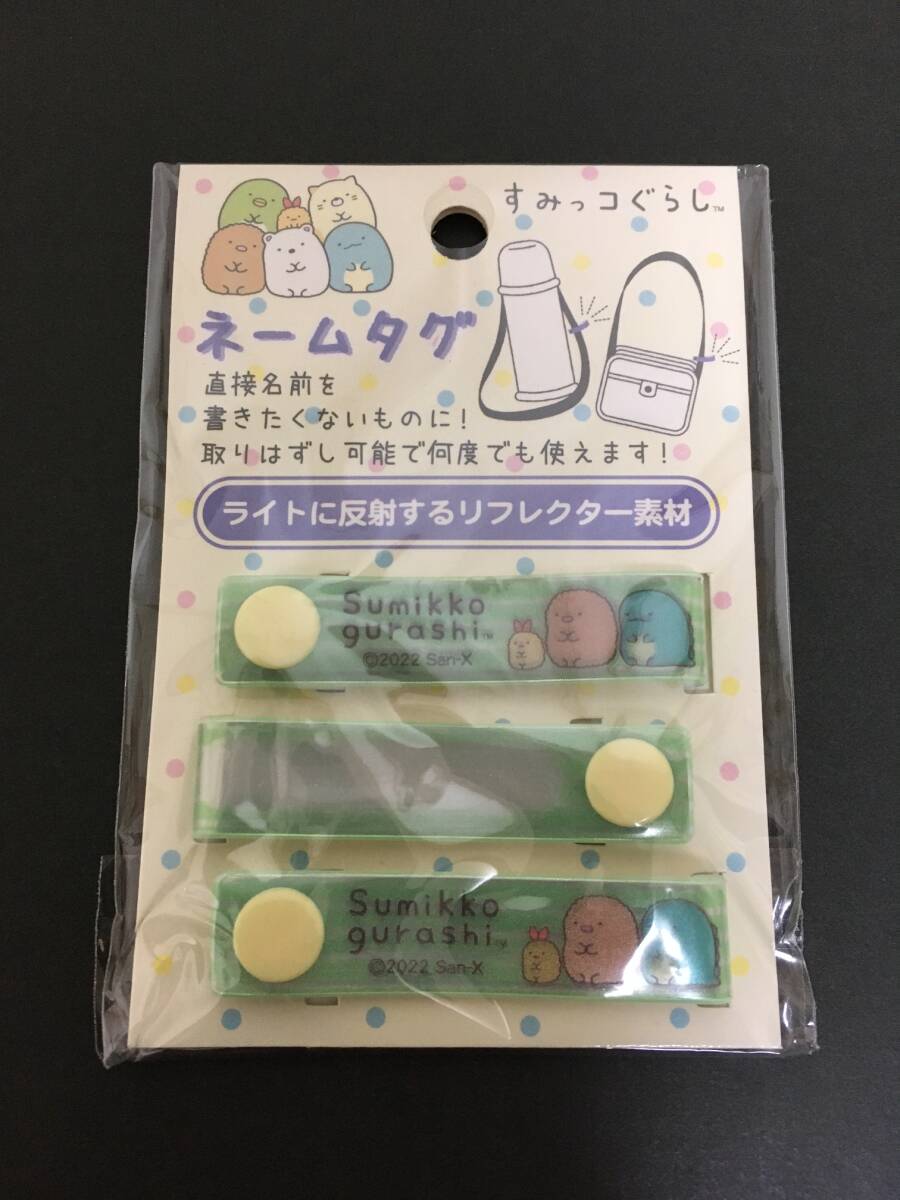 すみっコぐらし™
ネームタグ
直接名前を
書きたくないものに!
取りはずし可能で何度でも使えます!
ライトに反射するリフレクター素材
Sumikko
gurashi™
©2022 San-X
Sumikko
gurashi™
©2022 San-X